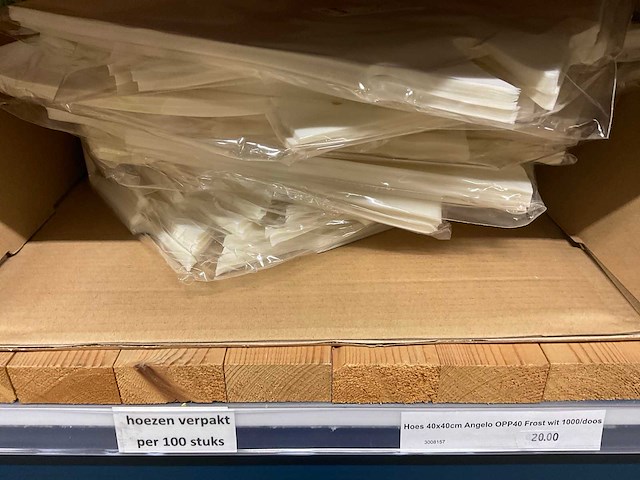 hoezen verpakt
per 100 stuks
Hoes 40x40cm Angelo OPP40 Frost wit 1000/doos
3008157
20.00